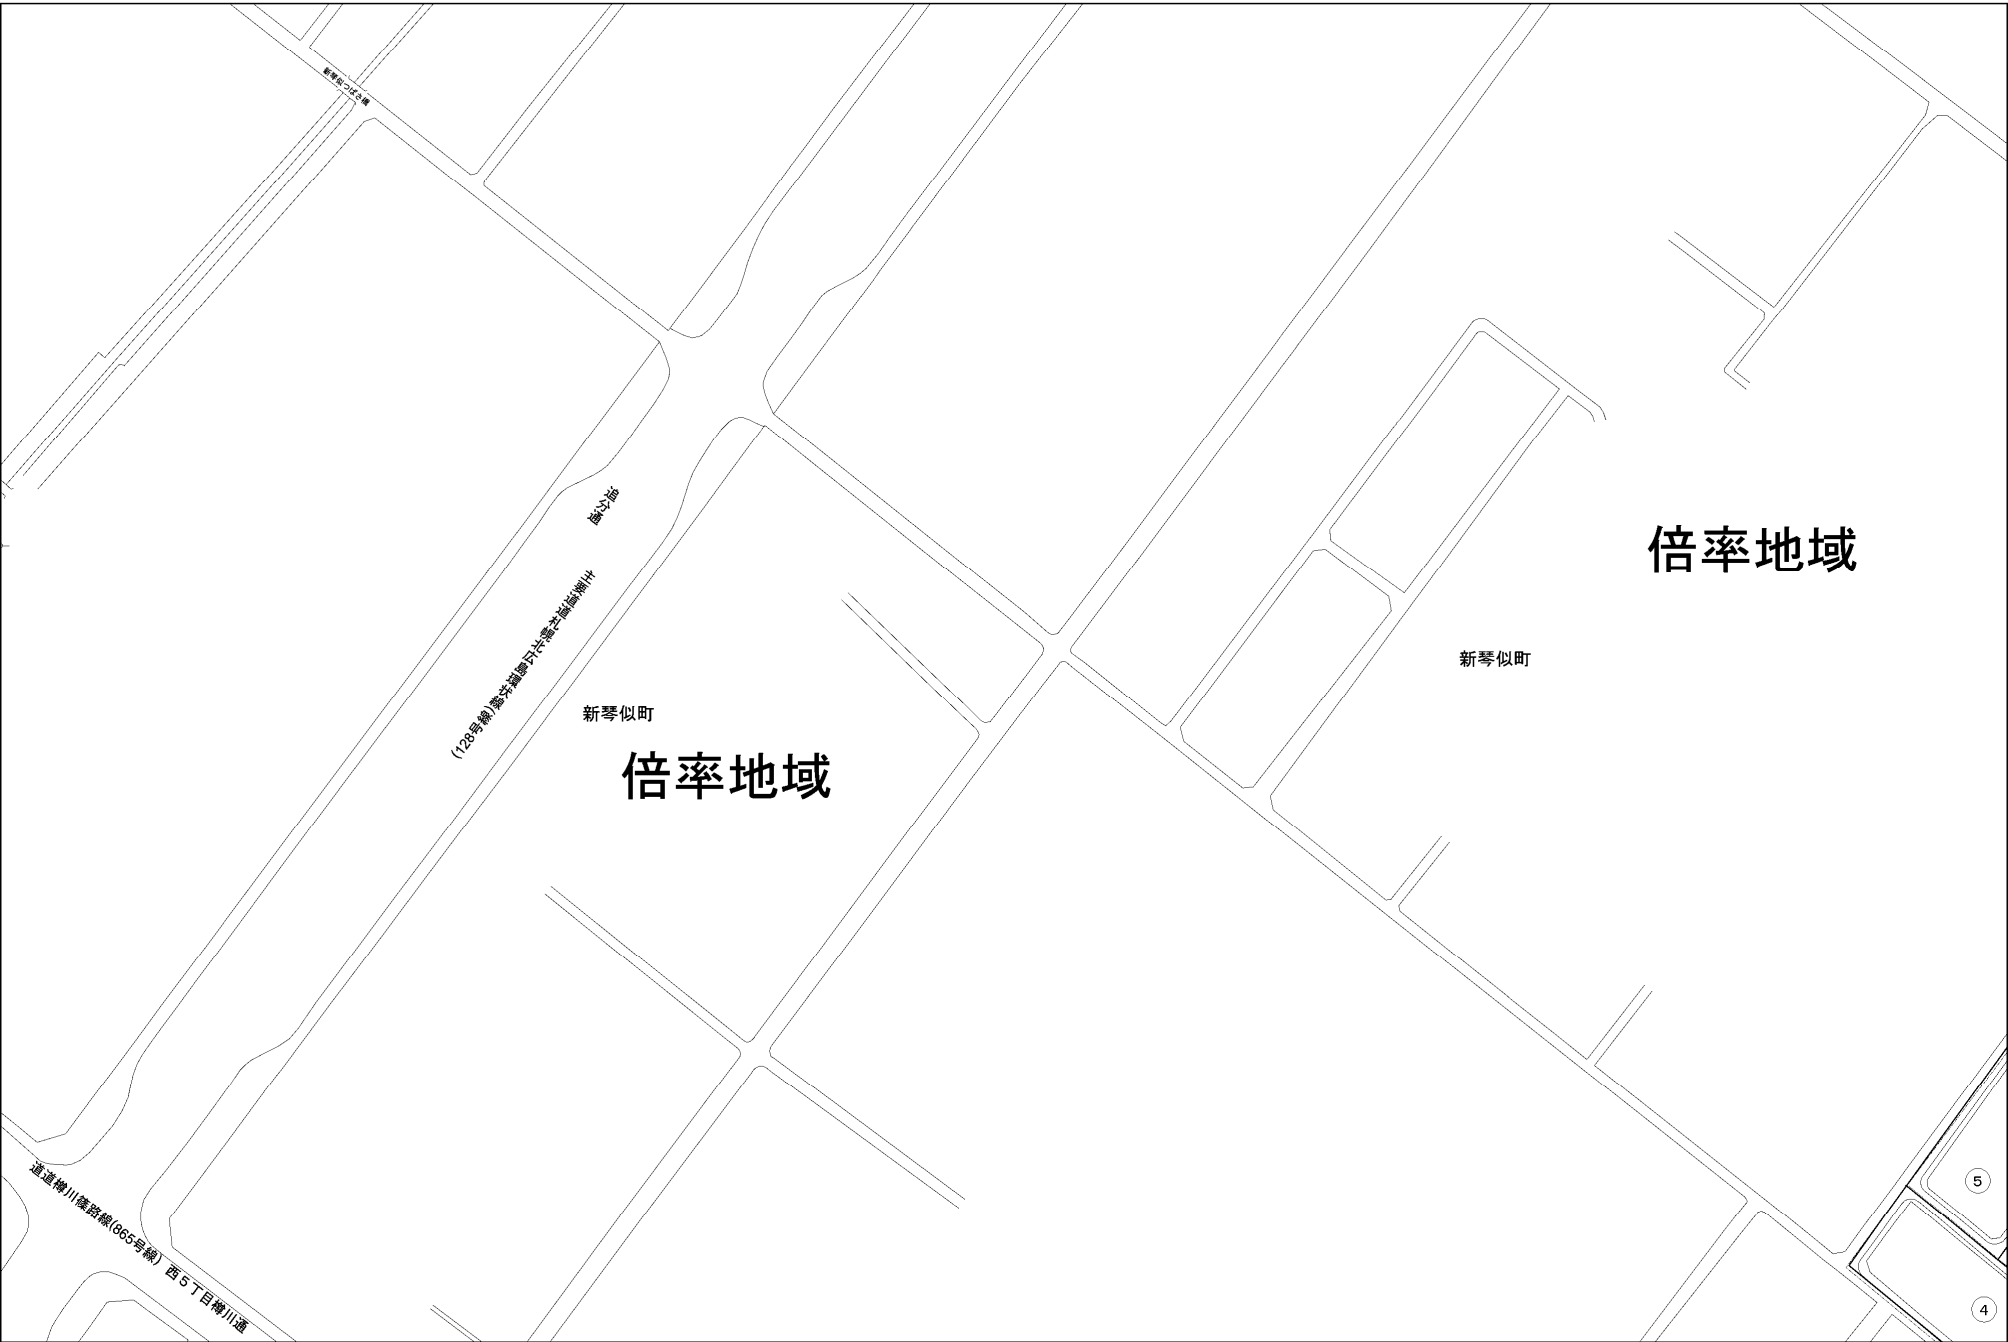 新琴似つばさ橋
追分通
主要道道札幌北広島環状線
(128号線)
倍率地域
新琴似町
新琴似町
倍率地域
道道樽川篠路線(865号線) 西5丁目樽川通
5
4